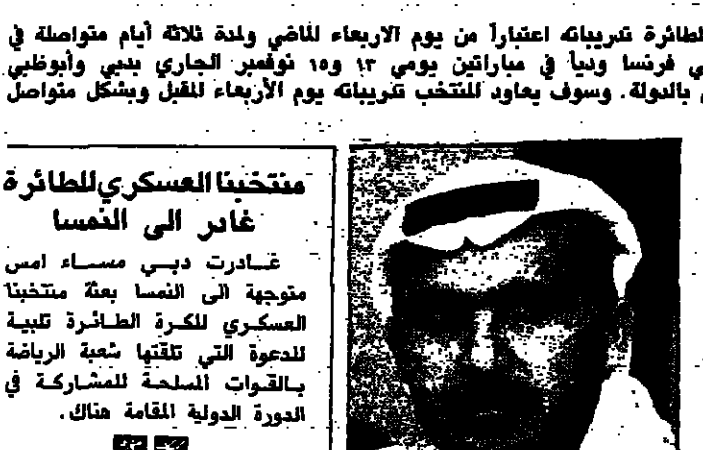 لطائرة تدريباته اعتباراً من يوم الاربعاء الماضي ولمدة ثلاثة أيام متواصلة في
ي فرنسا ودياً في مباراتين يومي ١٣ و١٥ نوفمبر الجاري بدبي وأبوظبي
بالدولة. وسوف يعاود المنتخب تدريباته يوم الأربعاء المقبل وبشكل متواصل
منتخبنا العسكري للطائرة
غادر الى النمسا
غادرت دبي مساء امس
متوجهة الى النمسا بعثة منتخبنا
العسكري للكرة الطائرة تلبية
للدعوة التي تلقتها شعبة الرياضة
بالقوات المسلحة للمشاركة في
الدورة الدولية المقامة هناك.